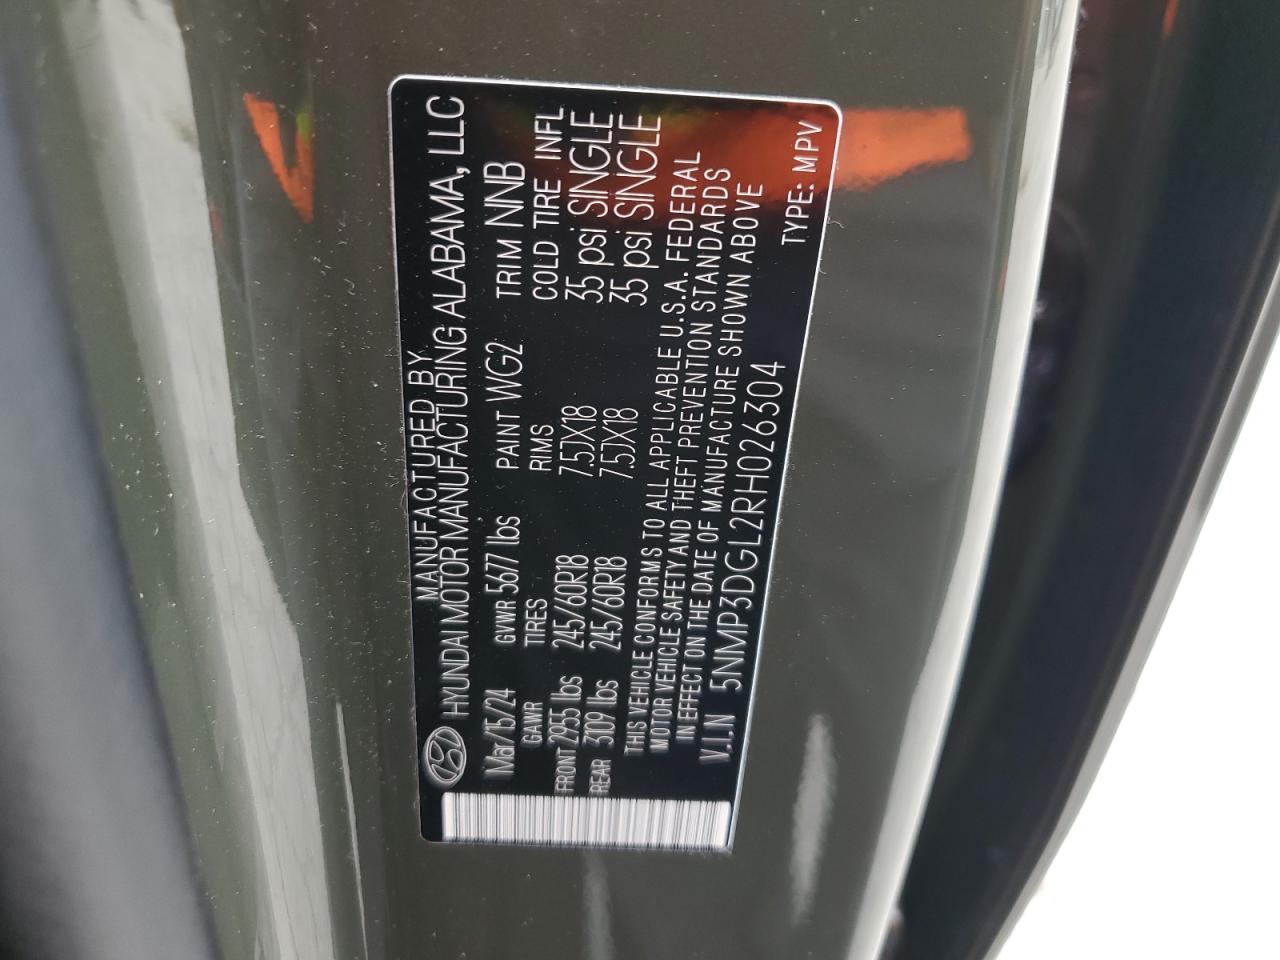 MANUFACTURED BY
HYUNDAI MOTOR MANUFACTURING ALABAMA, LLC
Mar/15/24 GVWR 5677 lbs PAINT WG2 TRIM NNB
GAWR TIRES RIMS COLD TIRE INFL
FRONT 2955 lbs 245/60R18 7.5JX18 35 psi SINGLE
REAR 3109 lbs 245/60R18 7.5JX18 35 psi SINGLE
THIS VEHICLE CONFORMS TO ALL APPLICABLE U.S.A. FEDERAL
MOTOR VEHICLE SAFETY AND THEFT PREVENTION STANDARDS
IN EFFECT ON THE DATE OF MANUFACTURE SHOWN ABOVE
V.I.N 5NMP3DGL2RH026304 TYPE: MPV